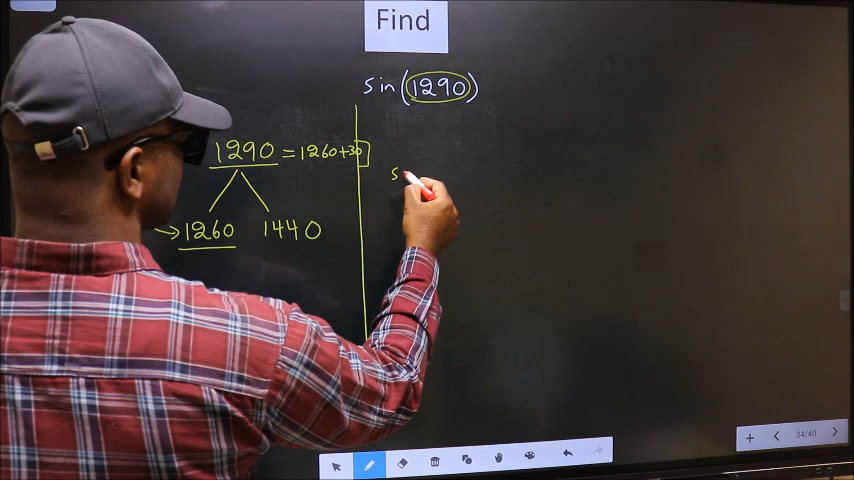 Find
sin(1290)
1290 = 1260+30
→ 1260 1440
s
34/40